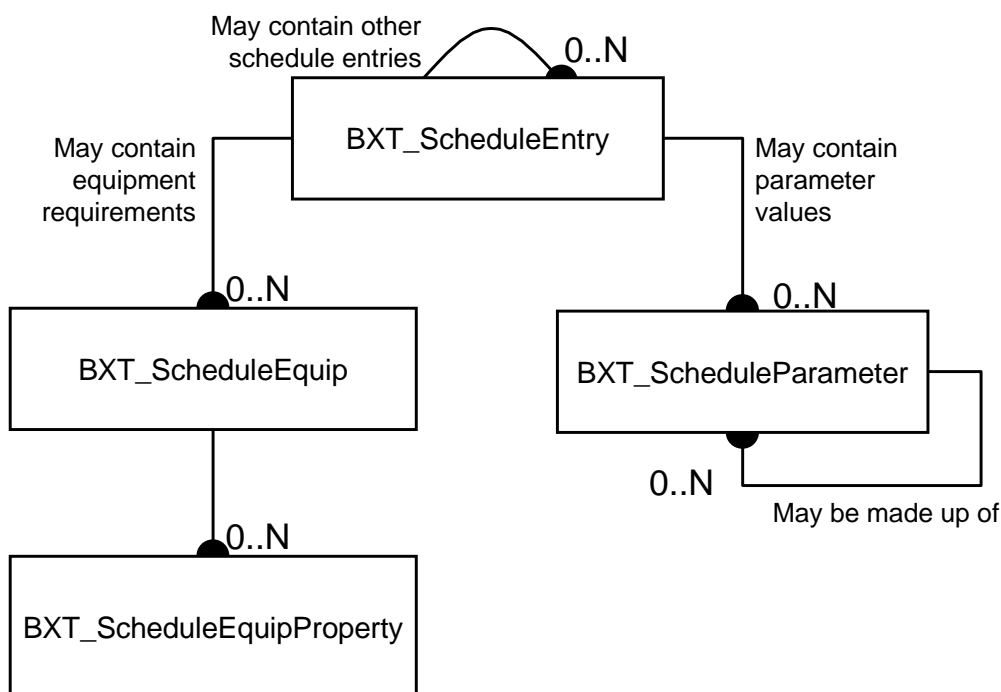 May contain other
schedule entries
0..N
BXT_ScheduleEntry
May contain
equipment
requirements
May contain
parameter
values
0..N
0..N
BXT_ScheduleEquip
BXT_ScheduleParameter
0..N
May be made up of
0..N
BXT_ScheduleEquipProperty